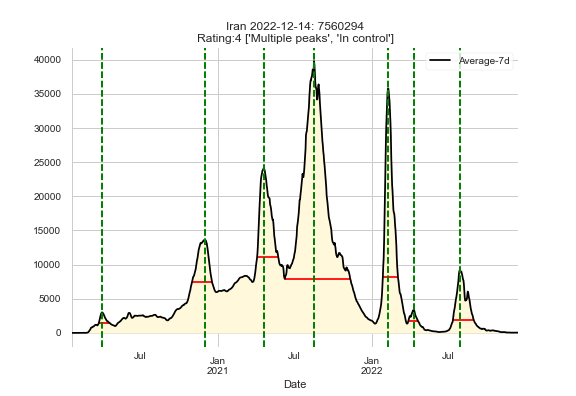 Iran 2022-12-14: 7560294
Rating:4 ['Multiple peaks', 'In control']
Average-7d
40000
35000
30000
25000
20000
15000
10000
5000
0
Jul
Jan
2021
Jul
Jan
2022
Jul
Date